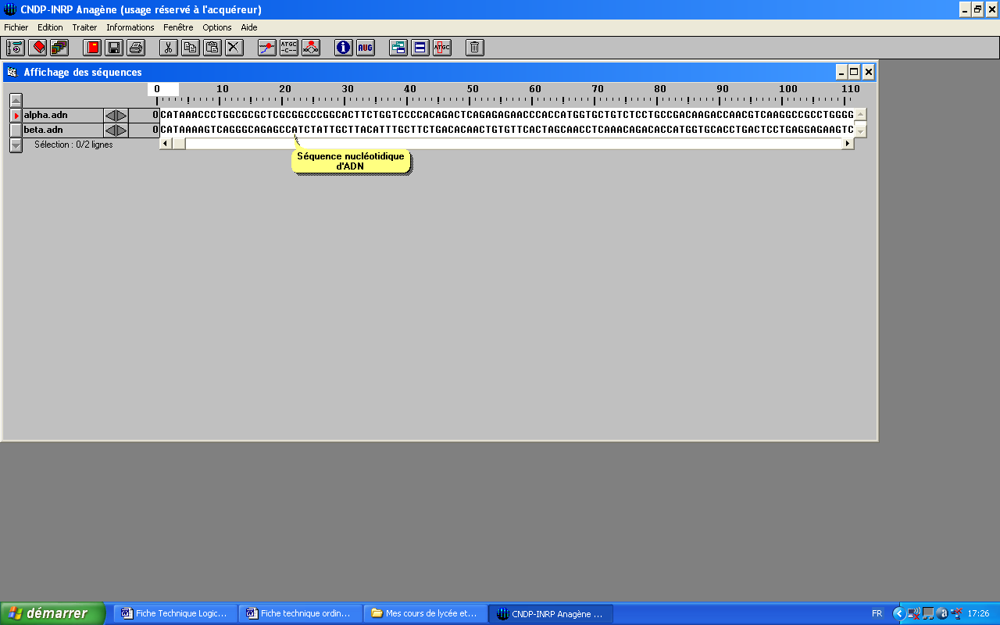 CNDP-INRP Anagène (usage réservé à l'acquéreur)
Fichier Edition Traiter Informations Fenêtre Options Aide
ATGC
-C-- AUG ATGC
Affichage des séquences
0 10 20 30 40 50 60 70 80 90 100 110
alpha.adn 0 CATAAACCCTGGCGCGCTCGCGGCCCGGCACTTCTGGTCCCCACAGACTCAGAGAGAACCCACCATGGTGCTGTCTCCTGCCGACAAGACCAACGTCAAGGCCGCCTGGGG
beta.adn 0 CATAAAAGTCAGGGCAGAGCCATCTATTGCTTACATTTGCTTCTGACACAACTGTGTTCACTAGCAACCTCAAACAGACACCATGGTGCACCTGACTCCTGAGGAGAAGTC
Sélection : 0/2 lignes
Séquence nucléotidique
d'ADN
démarrer Fiche Technique Logic... Fiche technique ordin... Mes cours de lycée et... CNDP-INRP Anagène ... FR 17:26